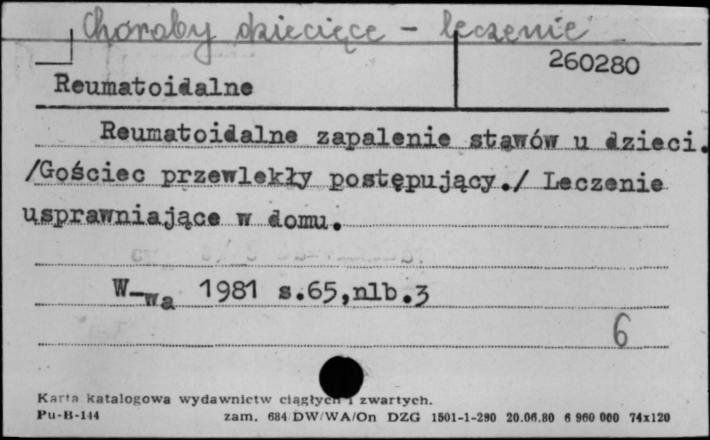 Choroby dziecięce - leczenie
260280
Reumatoidalne
Reumatoidalne zapalenie stawów u dzieci.
/Gościec przewlekły postępujący./ Leczenie
usprawniające w domu.
W-wa 1981 s.65,nlb.3
6
Karta katalogowa wydawnictw ciągłych i zwartych.
Pu-B-144 zam. 684/DW/WA/On DZG 1501-1-280 20.06.80 6 960 000 74x120